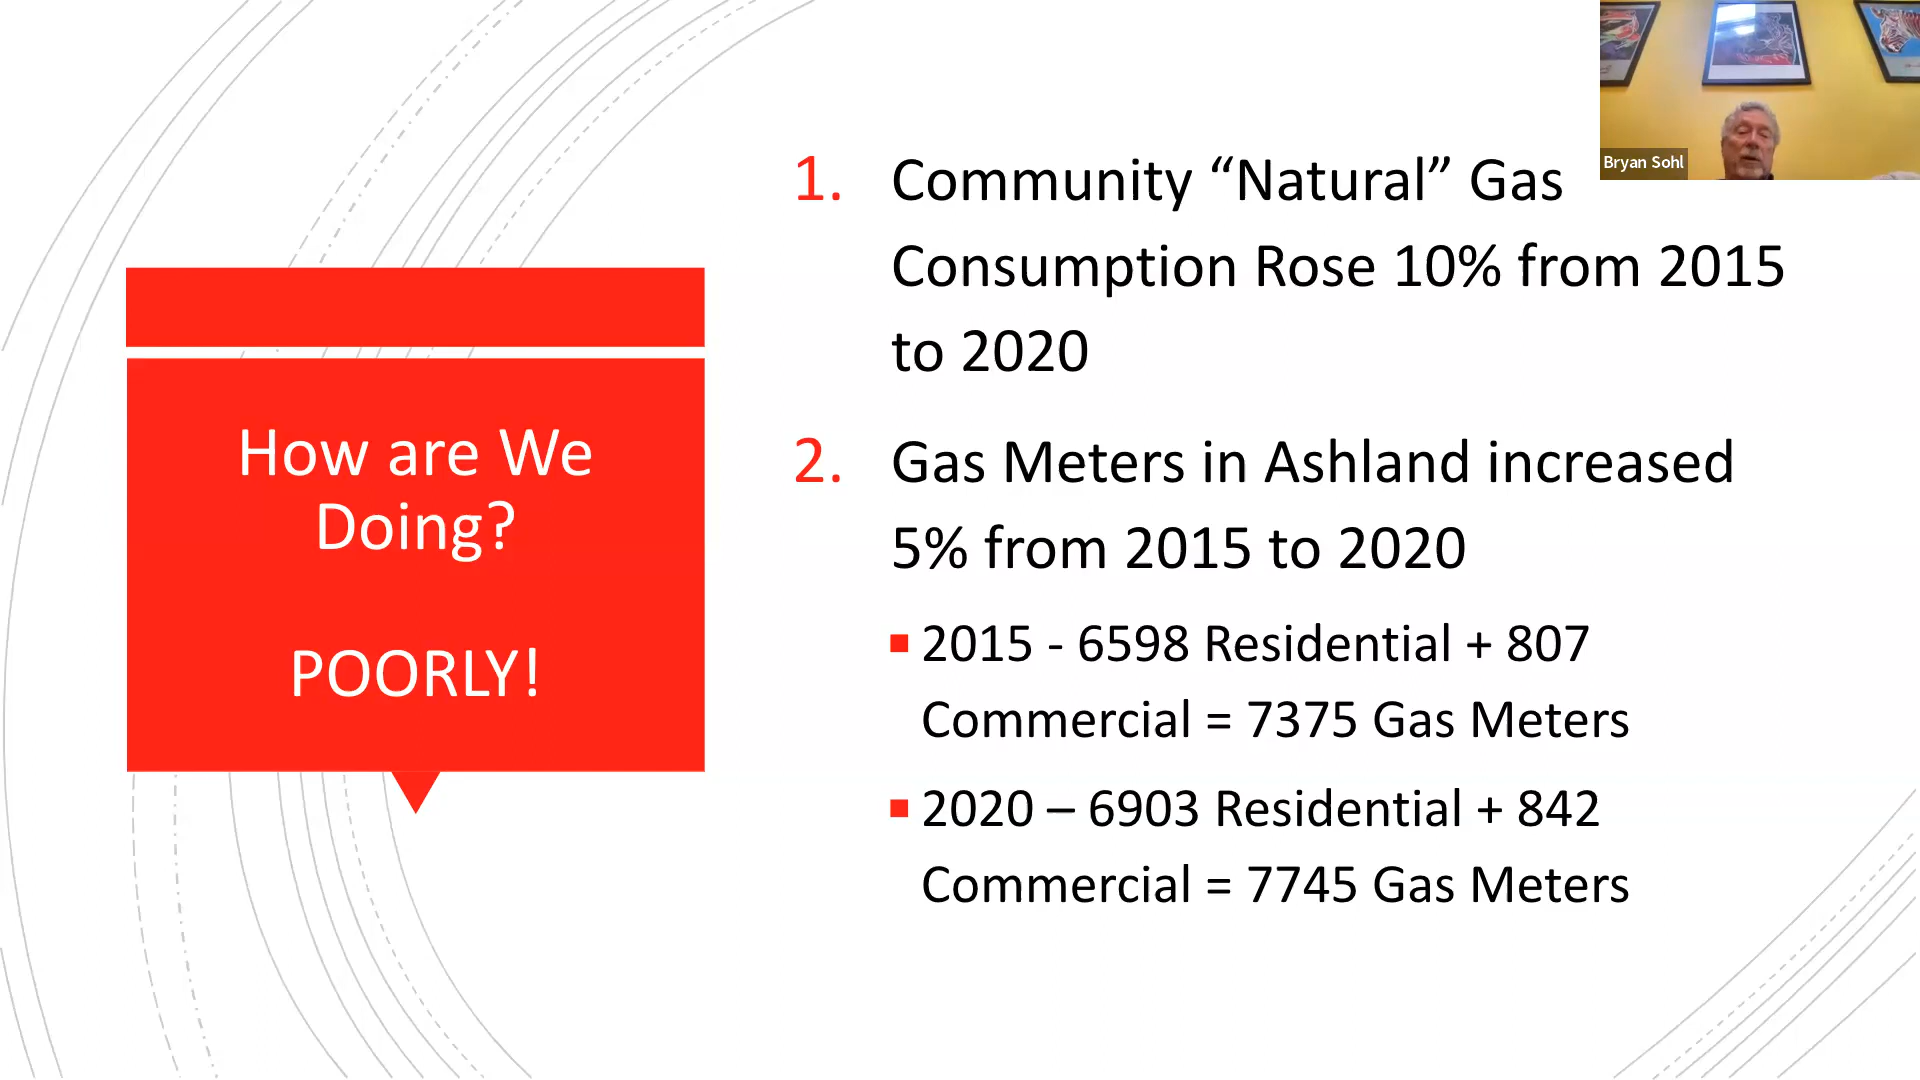 How are We
Doing?
POORLY!
1. Community “Natural” Gas
Consumption Rose 10% from 2015
to 2020
2. Gas Meters in Ashland increased
5% from 2015 to 2020
▪ 2015 - 6598 Residential + 807
Commercial = 7375 Gas Meters
▪ 2020 – 6903 Residential + 842
Commercial = 7745 Gas Meters
Bryan Sohl